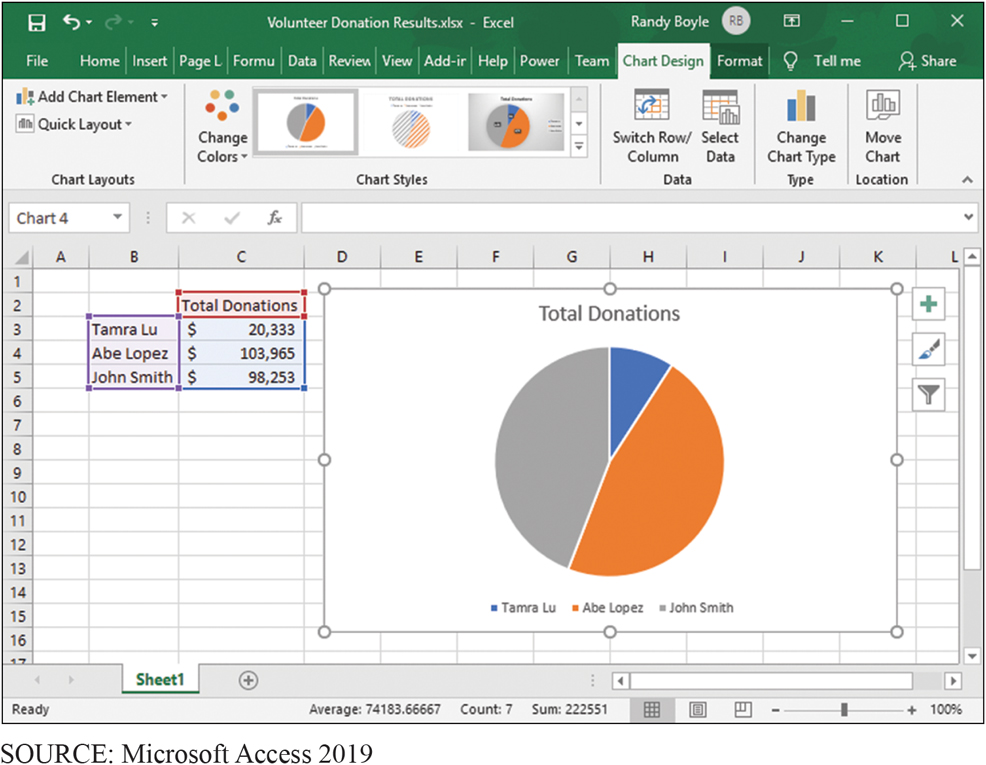 Volunteer Donation Results.xlsx - Excel
Randy Boyle RB
File Home Insert Page L Formu Data Review View Add-ir Help Power Team Chart Design Format Tell me Share
Add Chart Element
Quick Layout
Chart Layouts
Change
Colors
Chart Styles
Switch Row/
Column
Select
Data
Data
Change
Chart Type
Type
Move
Chart
Location
Chart 4
fx
A B C D E F G H I J K L
1
2 Total Donations
3 Tamra Lu $ 20,333
4 Abe Lopez $ 103,965
5 John Smith $ 98,253
6
7
8
9
10
11
12
13
14
15
16
17
Total Donations
Tamra Lu Abe Lopez John Smith
Sheet1
Ready Average: 74183.66667 Count: 7 Sum: 222551 100%
SOURCE: Microsoft Access 2019